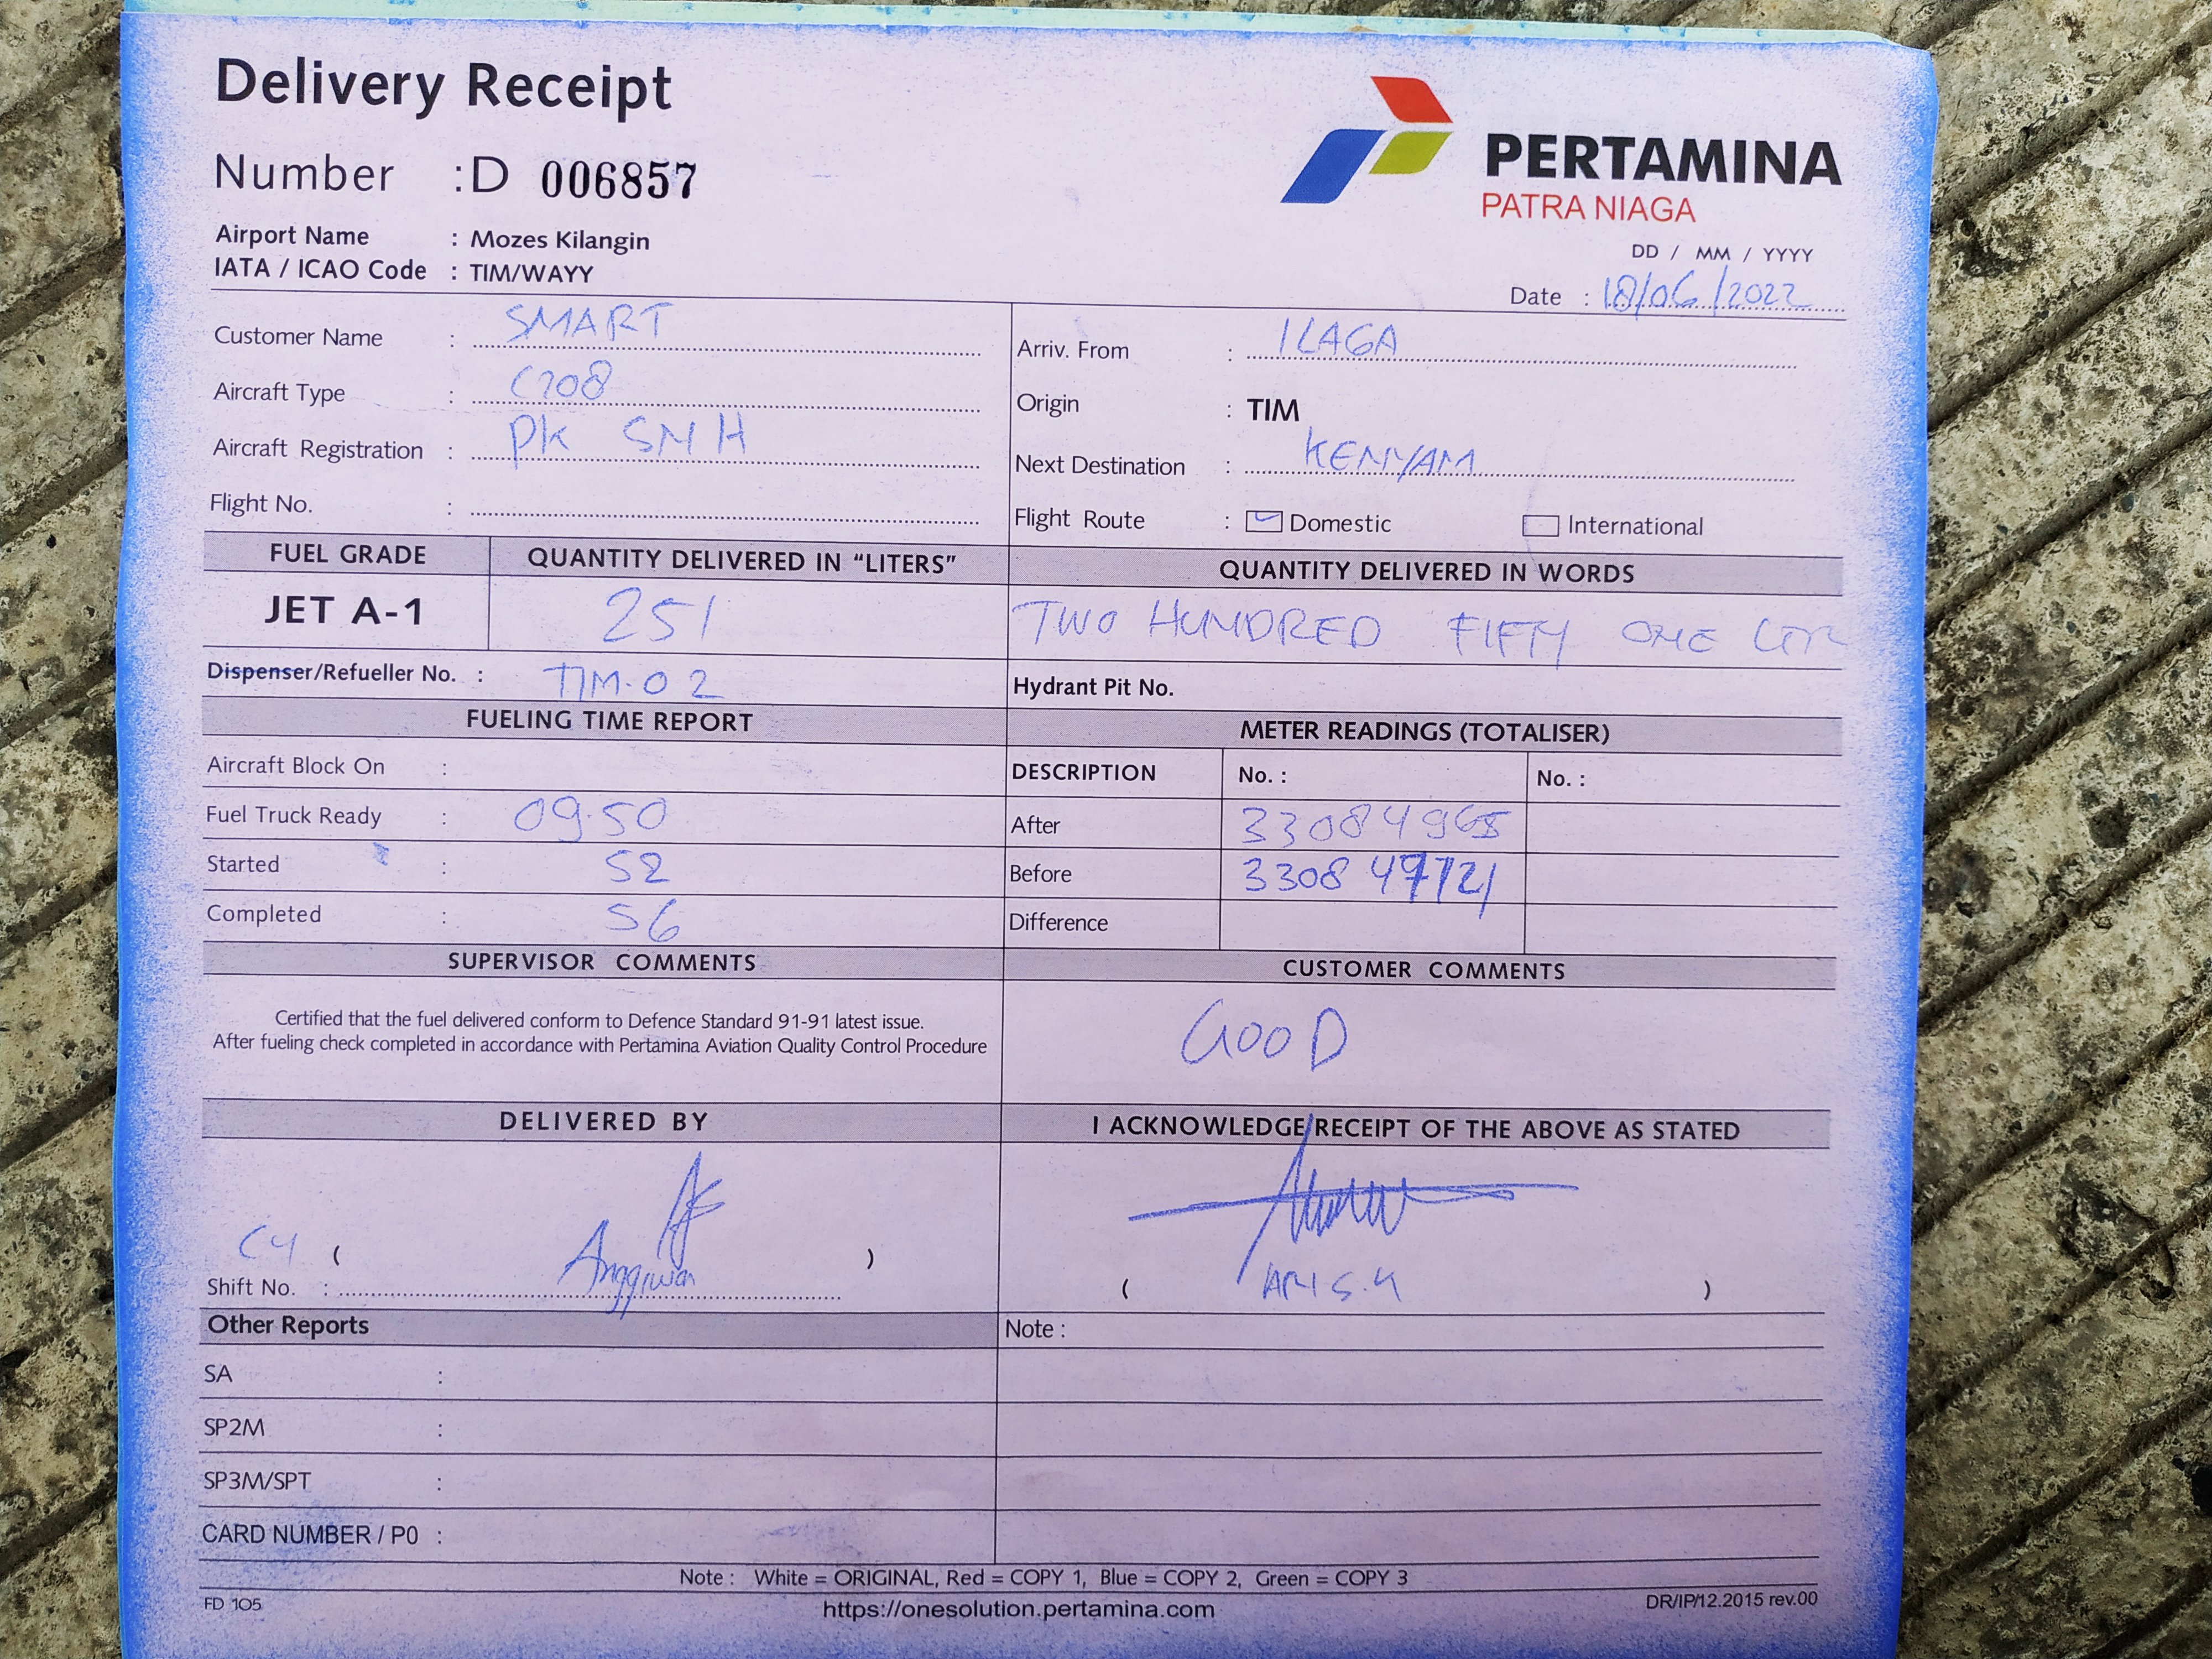 Delivery Receipt
Number : D 006857
PERTAMINA
PATRA NIAGA
Airport Name : Mozes Kilangin
IATA / ICAO Code : TIM/WAYY
DD / MM / YYYY
Date : 18/06/2022
Customer Name : SMART
Aircraft Type : C208
Aircraft Registration : PK SMH
Flight No. :
Arriv. From : ILAGA
Origin : TIM
Next Destination : KENYAM
Flight Route : Domestic International
FUEL GRADE QUANTITY DELIVERED IN “LITERS” QUANTITY DELIVERED IN WORDS
JET A-1 251 TWO HUNDRED FIFTY ONE LTR
Dispenser/Refueller No. : TIM-02 Hydrant Pit No.
FUELING TIME REPORT METER READINGS (TOTALISER)
Aircraft Block On : DESCRIPTION No. : No. :
Fuel Truck Ready : 09.50 After
Started : 52 Before
Completed : 56 Difference
SUPERVISOR COMMENTS CUSTOMER COMMENTS
Certified that the fuel delivered conform to Defence Standard 91-91 latest issue.
After fueling check completed in accordance with Pertamina Aviation Quality Control Procedure
GOOD
DELIVERED BY I ACKNOWLEDGE RECEIPT OF THE ABOVE AS STATED
C4 ( Anggiwan )
Shift No. :
( )
Other Reports Note :
SA :
SP2M :
SP3M/SPT :
CARD NUMBER / P0 :
Note : White = ORIGINAL, Red = COPY 1, Blue = COPY 2, Green = COPY 3
FD 105 https://onesolution.pertamina.com DR/IP/12.2015 rev.00